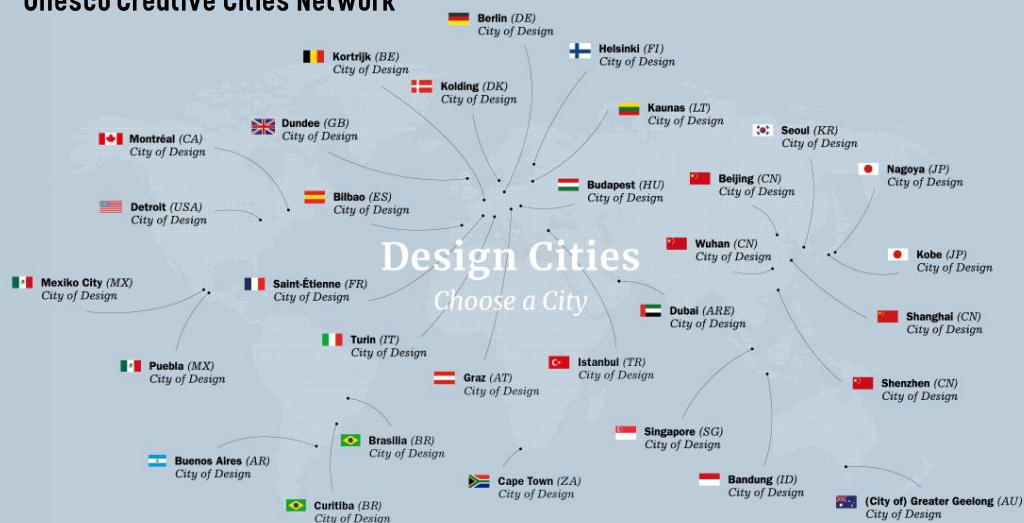 Unesco Creative Cities Network
Berlin (DE)
City of Design
Helsinki (FI)
City of Design
Kortrijk (BE)
City of Design
Kolding (DK)
City of Design
Kaunas (LT)
City of Design
Dundee (GB)
City of Design
Seoul (KR)
City of Design
Montréal (CA)
City of Design
Nagoya (JP)
City of Design
Budapest (HU)
City of Design
Beijing (CN)
City of Design
Bilbao (ES)
City of Design
Detroit (USA)
City of Design
Wuhan (CN)
City of Design
Design Cities
Choose a City
Kobe (JP)
City of Design
Mexiko City (MX)
City of Design
Saint-Étienne (FR)
City of Design
Dubai (ARE)
City of Design
Shanghai (CN)
City of Design
Turin (IT)
City of Design
Istanbul (TR)
City of Design
Puebla (MX)
City of Design
Graz (AT)
City of Design
Shenzhen (CN)
City of Design
Singapore (SG)
City of Design
Brasilia (BR)
City of Design
Buenos Aires (AR)
City of Design
Cape Town (ZA)
City of Design
Bandung (ID)
City of Design
Curitiba (BR)
City of Design
(City of) Greater Geelong (AU)
City of Design